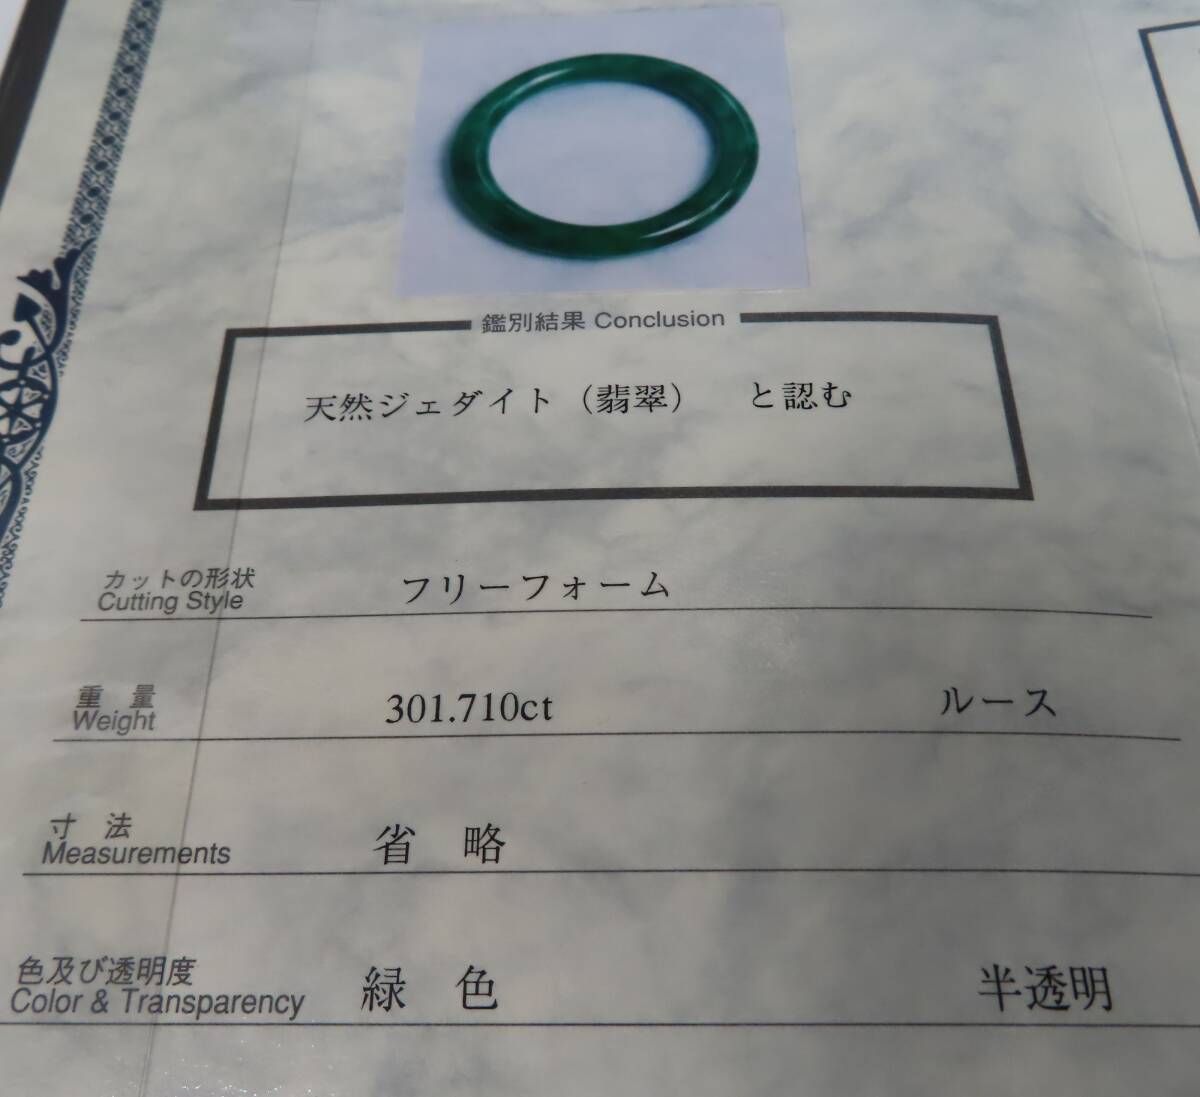 鑑別結果 Conclusion
天然ジェダイト（翡翠）　と認む
カットの形状
Cutting Style
フリーフォーム
重　量
Weight
301.710ct
ルース
寸　法
Measurements
省　略
色及び透明度
Color & Transparency
緑　色
半透明